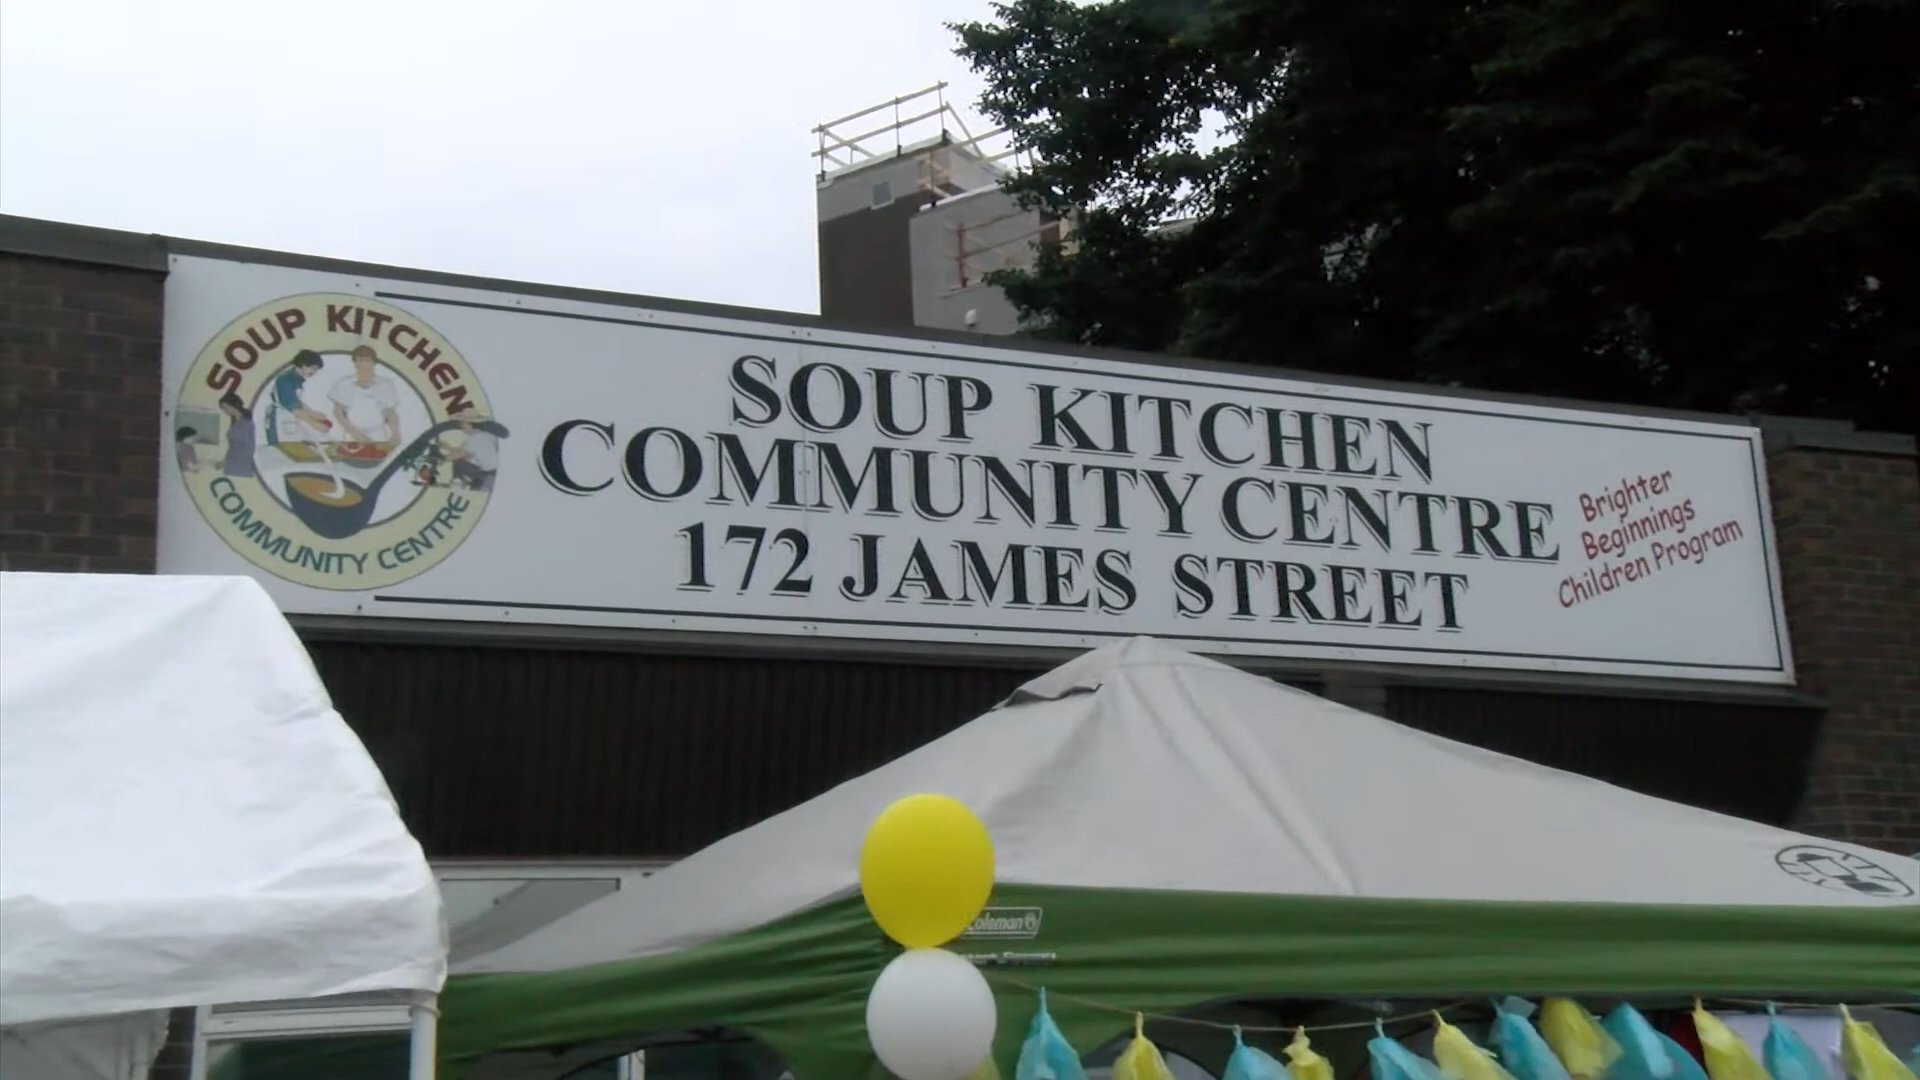 SOUP KITCHEN
COMMUNITY CENTRE
SOUP KITCHEN
COMMUNITY CENTRE
172 JAMES STREET
Brighter
Beginnings
Children Program
Coleman